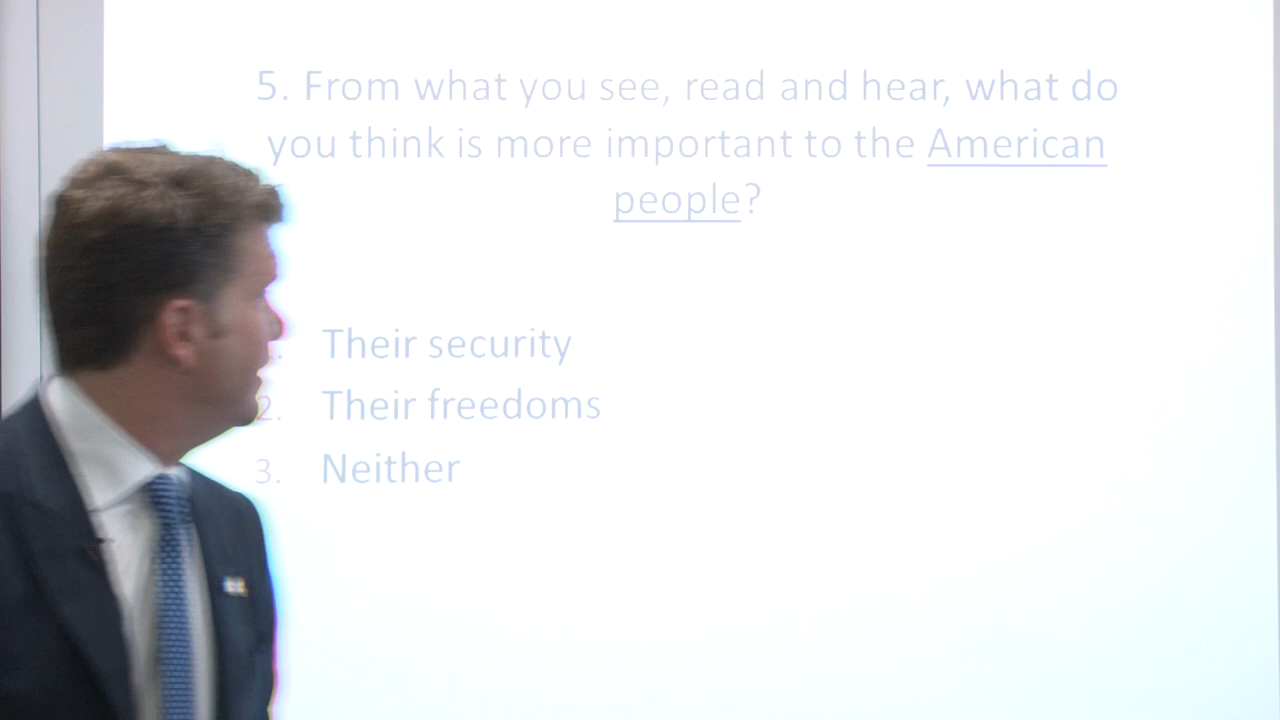 5. From what you see, read and hear, what do
you think is more important to the American
people?
Their security
2. Their freedoms
3. Neither